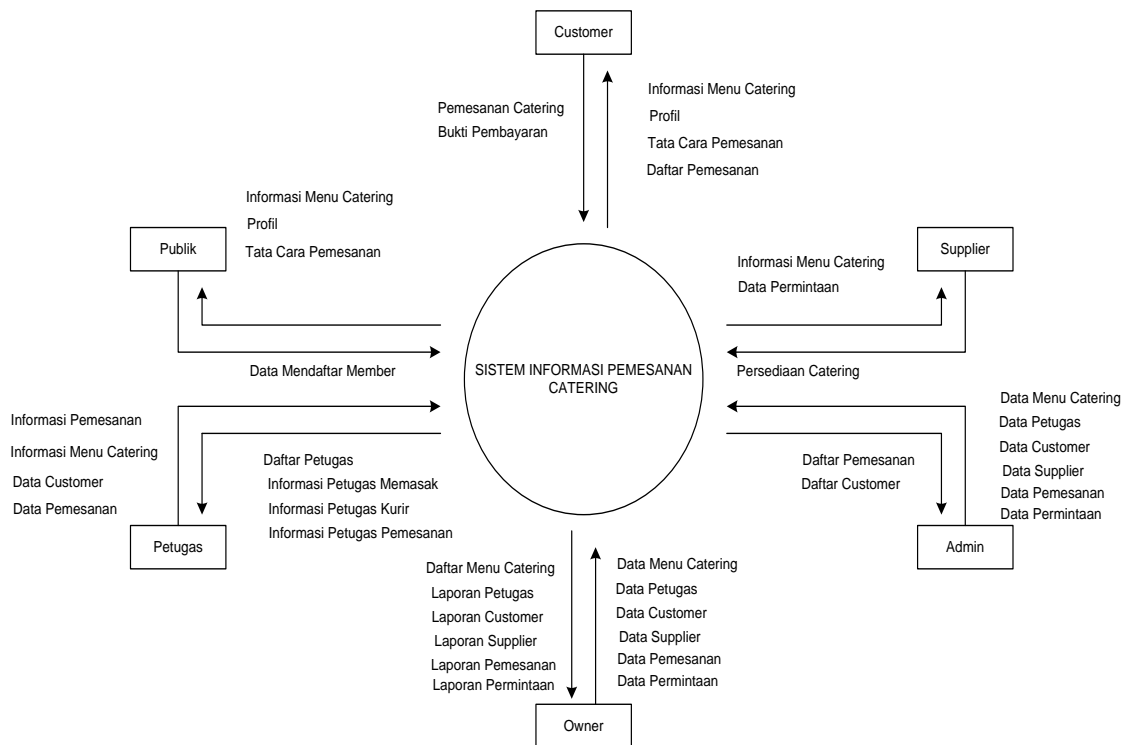 Customer
Pemesanan Catering
Bukti Pembayaran
Informasi Menu Catering
Profil
Tata Cara Pemesanan
Daftar Pemesanan
Informasi Menu Catering
Profil
Tata Cara Pemesanan
Publik
Data Mendaftar Member
Informasi Menu Catering
Data Permintaan
Supplier
Persediaan Catering
SISTEM INFORMASI PEMESANAN
CATERING
Informasi Pemesanan
Informasi Menu Catering
Data Customer
Data Pemesanan
Petugas
Daftar Petugas
Informasi Petugas Memasak
Informasi Petugas Kurir
Informasi Petugas Pemesanan
Daftar Pemesanan
Daftar Customer
Data Menu Catering
Data Petugas
Data Customer
Data Supplier
Data Pemesanan
Data Permintaan
Admin
Daftar Menu Catering
Laporan Petugas
Laporan Customer
Laporan Supplier
Laporan Pemesanan
Laporan Permintaan
Data Menu Catering
Data Petugas
Data Customer
Data Supplier
Data Pemesanan
Data Permintaan
Owner